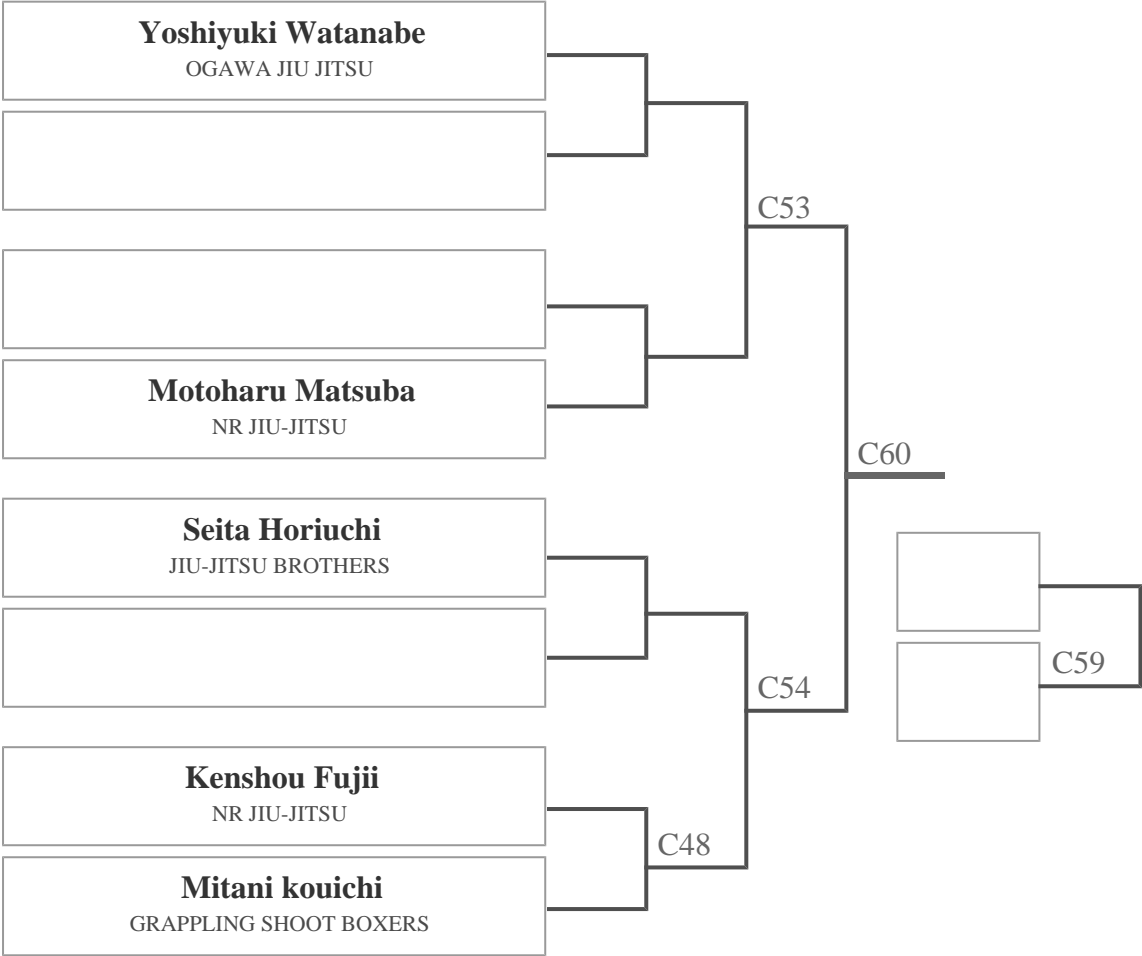 Yoshiyuki Watanabe
OGAWA JIU JITSU
C53
Motoharu Matsuba
NR JIU-JITSU
C60
Seita Horiuchi
JIU-JITSU BROTHERS
C59
C54
Kenshou Fujii
NR JIU-JITSU
C48
Mitani kouichi
GRAPPLING SHOOT BOXERS